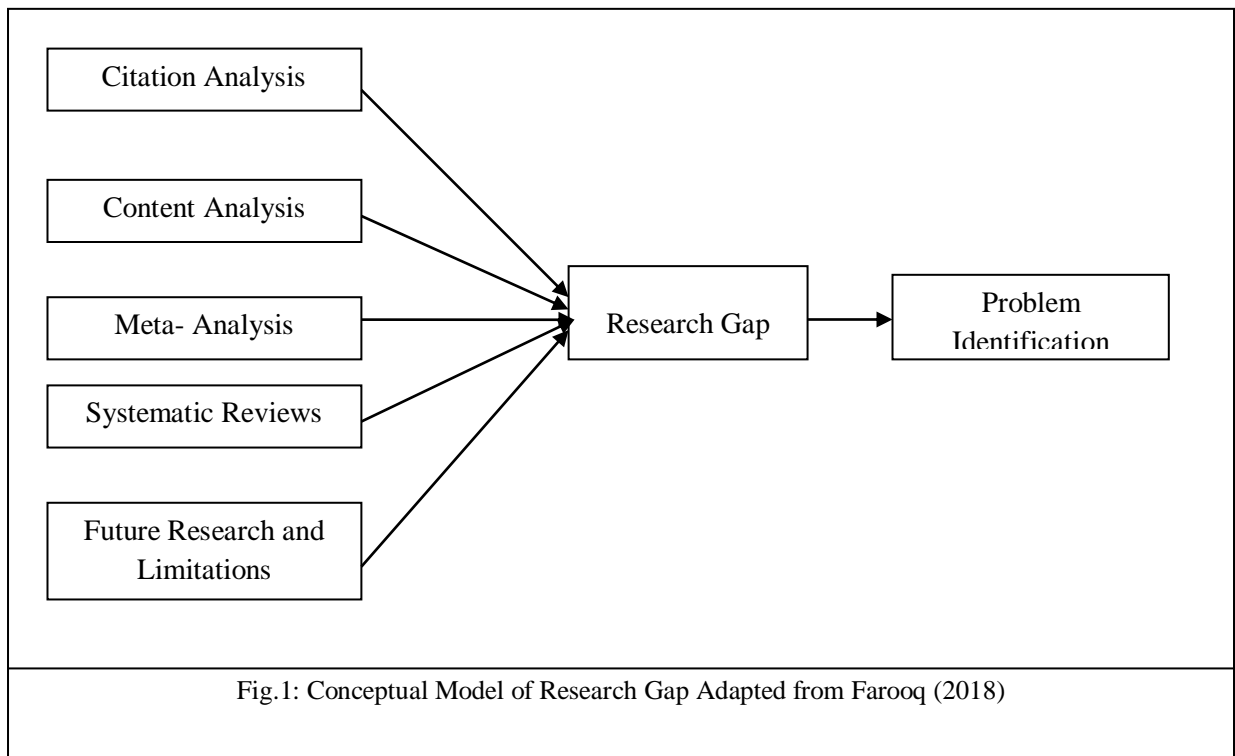 Citation Analysis
Content Analysis
Meta- Analysis
Systematic Reviews
Future Research and
Limitations
Research Gap
Problem
Identification
Fig.1: Conceptual Model of Research Gap Adapted from Farooq (2018)